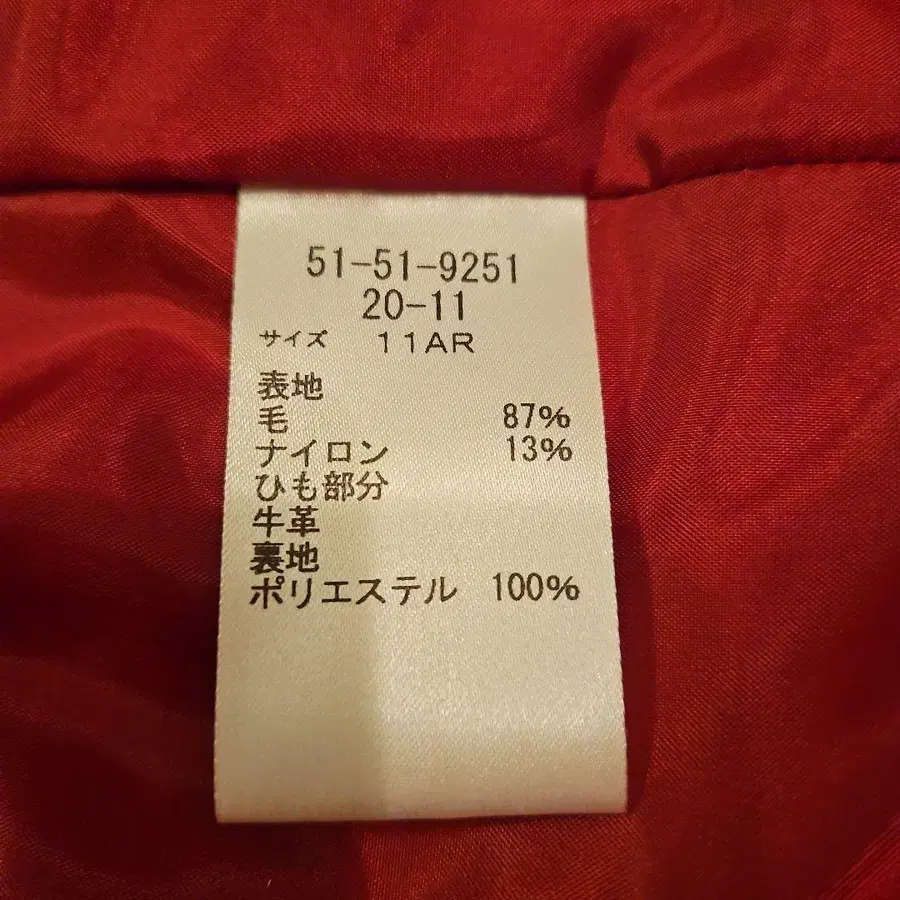 51-51-9251
20-11
サイズ 11AR
表地
毛 87%
ナイロン 13%
ひも部分
牛革
裏地
ポリエステル 100%